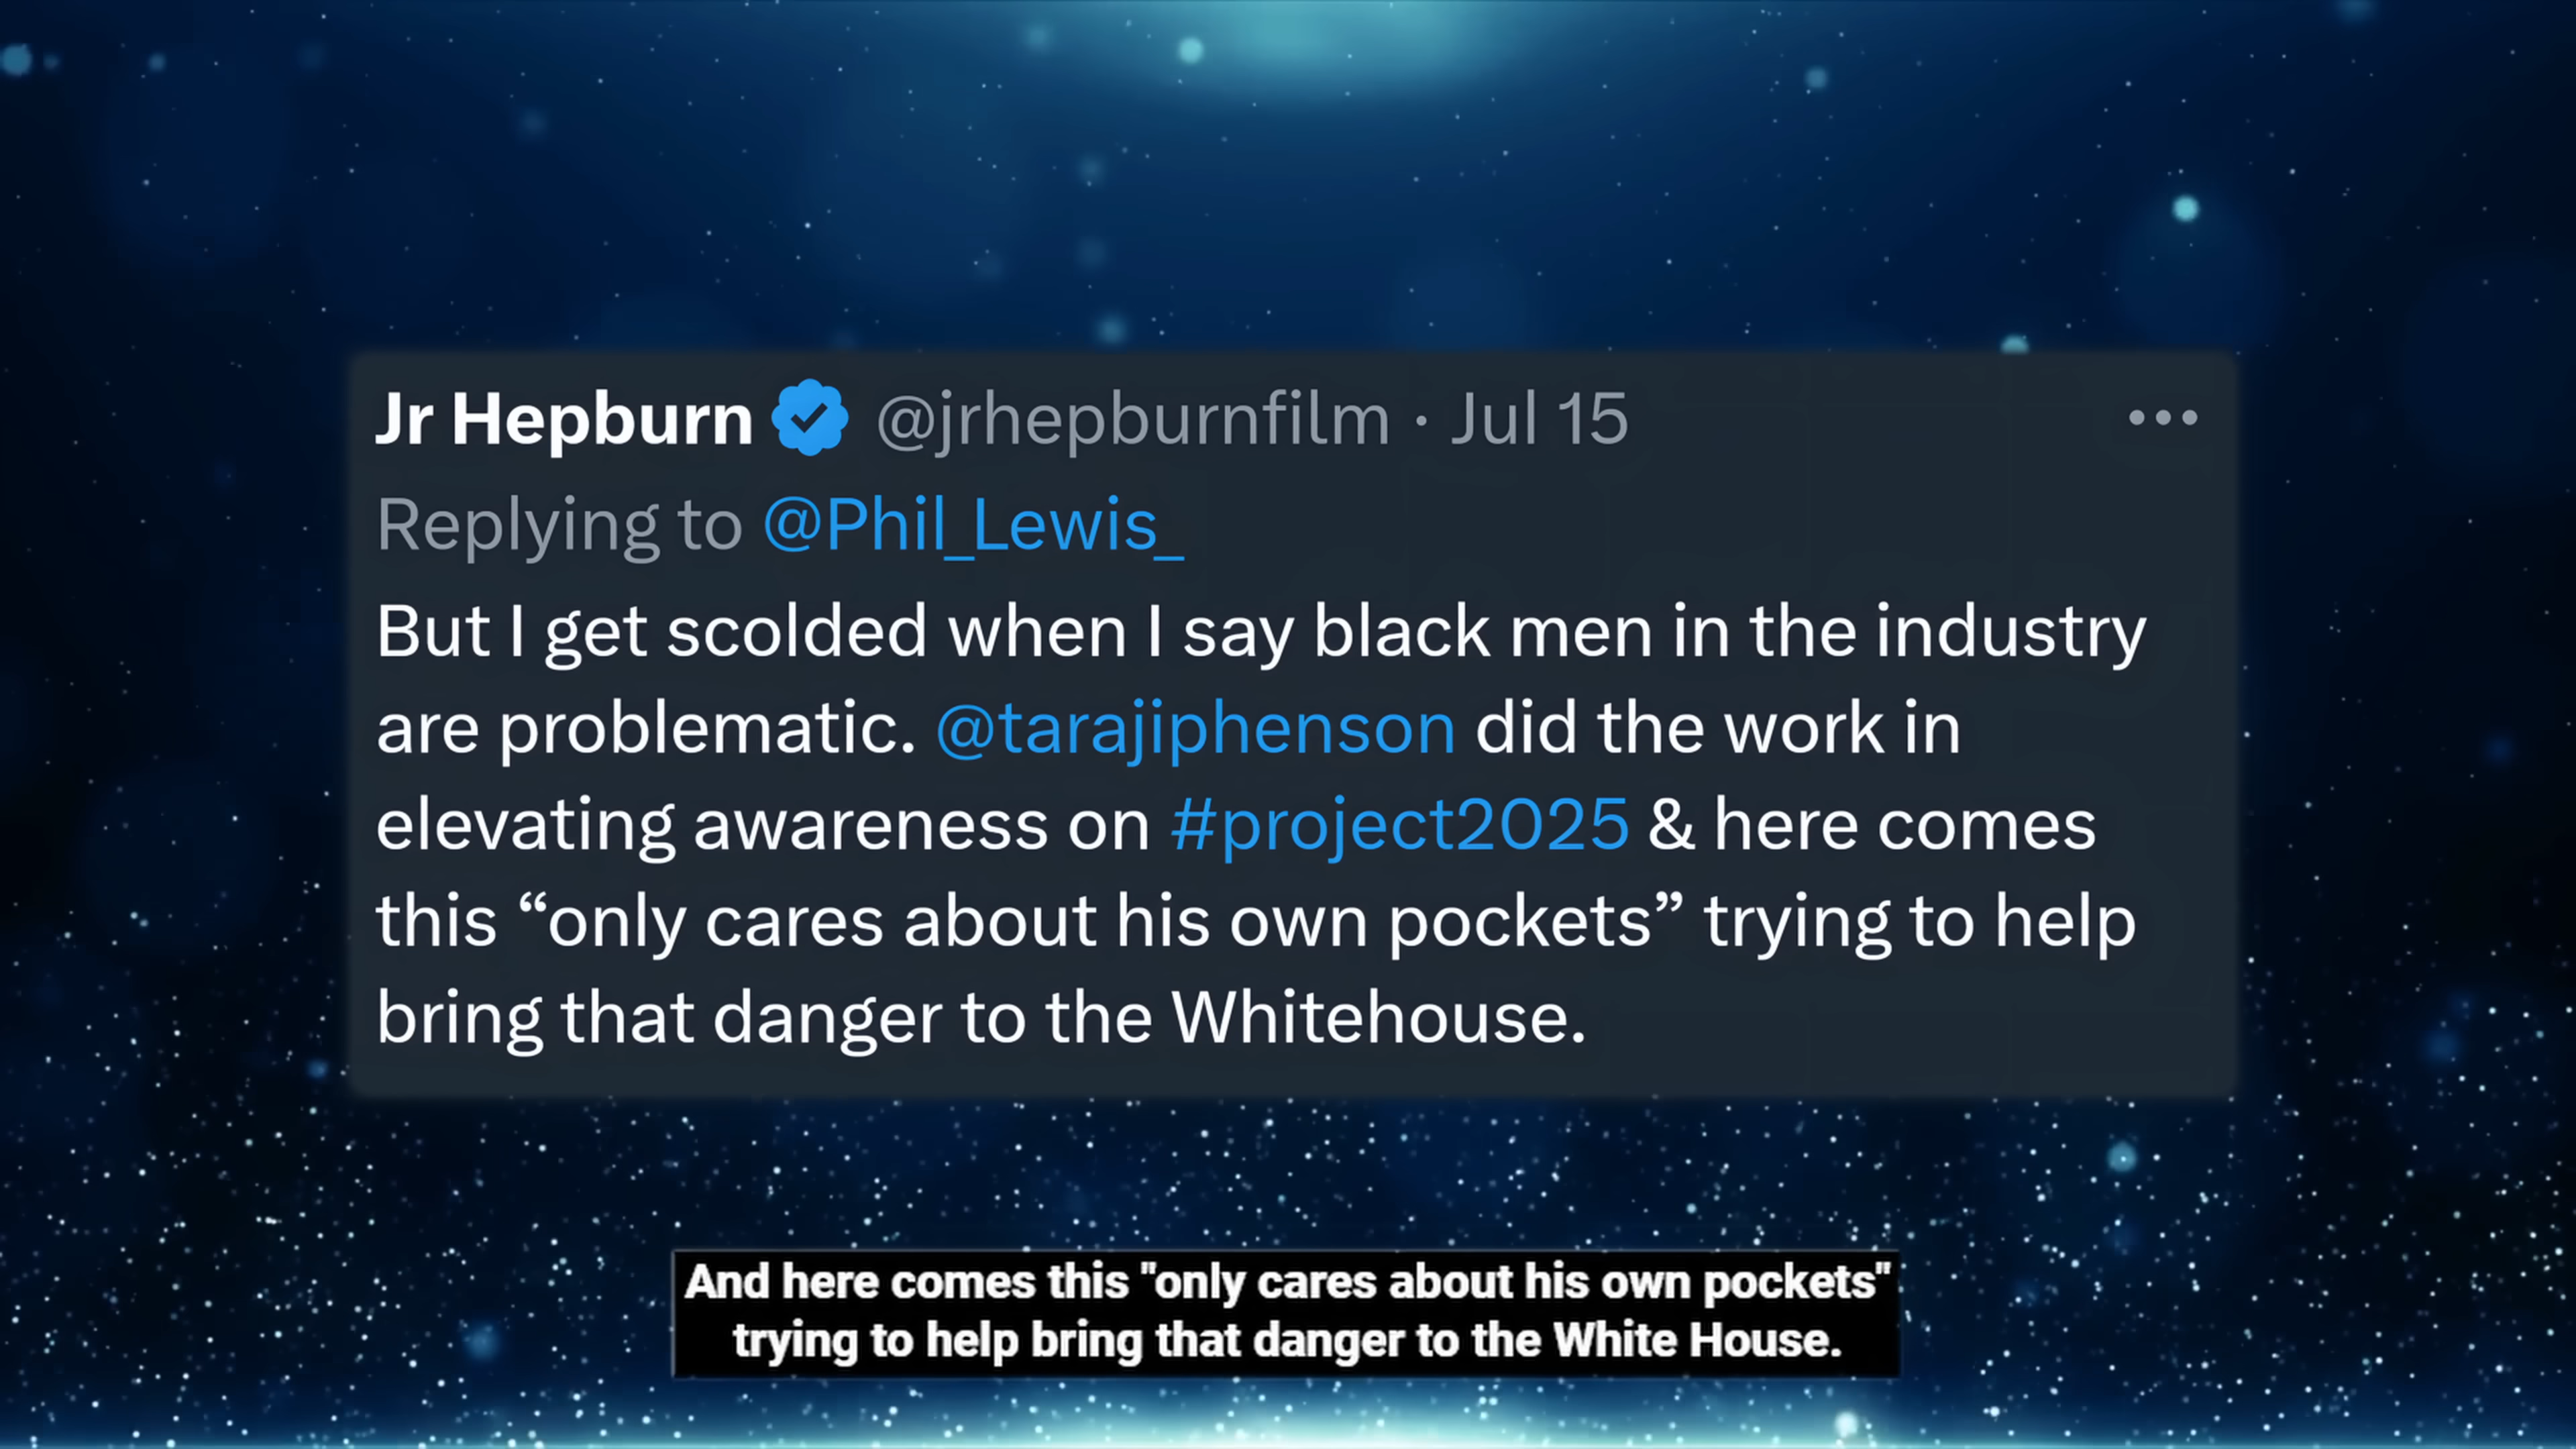 Jr Hepburn @jrhepburnfilm · Jul 15
Replying to @Phil_Lewis_
But I get scolded when I say black men in the industry
are problematic. @tarajiphenson did the work in
elevating awareness on #project2025 & here comes
this “only cares about his own pockets” trying to help
bring that danger to the Whitehouse.
And here comes this "only cares about his own pockets"
trying to help bring that danger to the White House.